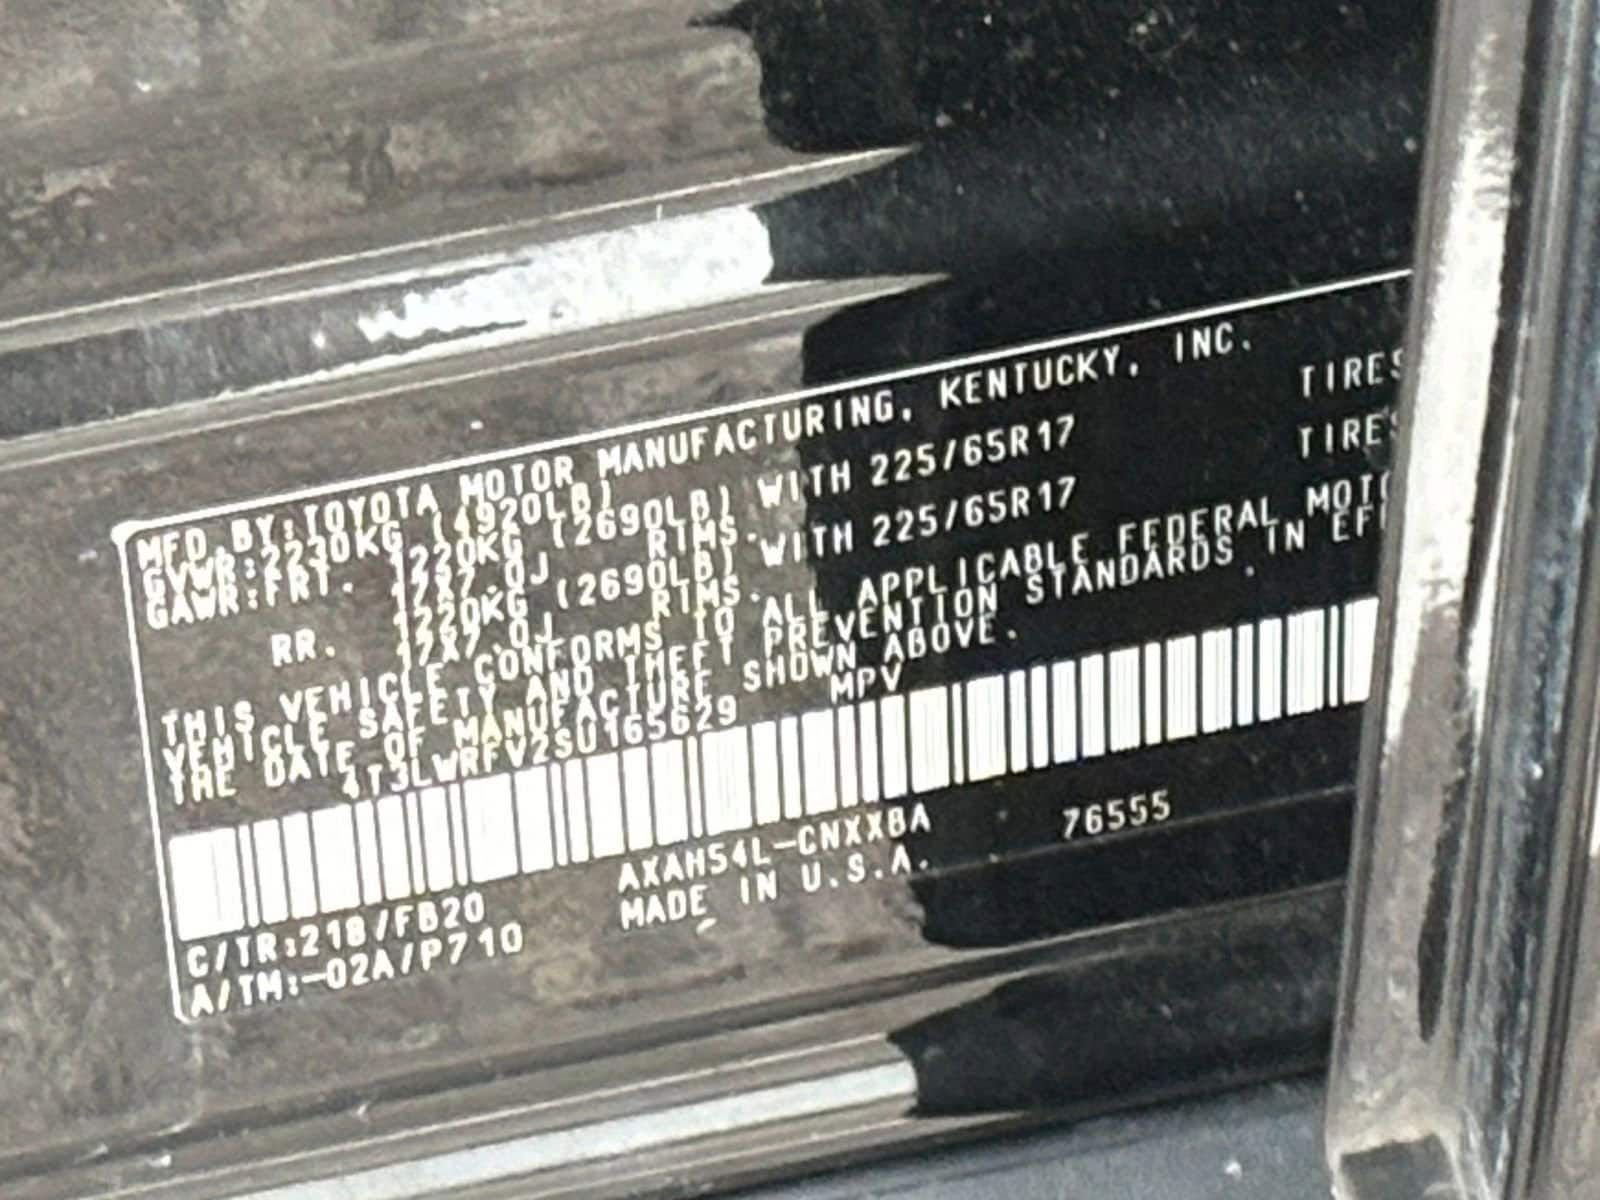 MFD. BY: TOYOTA MOTOR MANUFACTURING, KENTUCKY, INC.
GVWR: 2230KG (4920LB)
GAWR: FRT. 1220KG (2690LB) WITH 225/65R17 TIRES
17X7.0J RIMS.
RR. 1220KG (2690LB) WITH 225/65R17 TIRES
17X7.0J RIMS.
THIS VEHICLE CONFORMS TO ALL APPLICABLE FEDERAL
VEHICLE SAFETY AND THEFT PREVENTION STANDARDS IN
THE DATE OF MANUFACTURE SHOWN ABOVE.
4T3LWRFV2SU165629 MPV
C/TR:218/FB20 AXAH54L-CNXXBA 76555
A/TM:-02A/P710 MADE IN U.S.A.